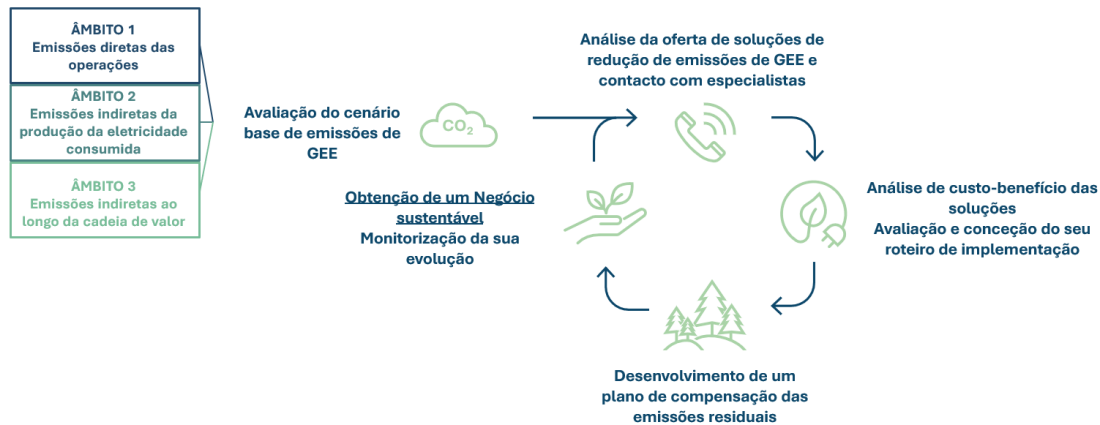 ÂMBITO 1
Emissões diretas das
operações
ÂMBITO 2
Emissões indiretas da
produção da eletricidade
consumida
ÂMBITO 3
Emissões indiretas ao
longo da cadeia de valor
Avaliação do cenário
base de emissões de
GEE
CO₂
Análise da oferta de soluções de
redução de emissões de GEE e
contacto com especialistas
Análise de custo-benefício das
soluções
Avaliação e conceção do seu
roteiro de implementação
Desenvolvimento de um
plano de compensação das
emissões residuais
Obtenção de um Negócio
sustentável
Monitorização da sua
evolução